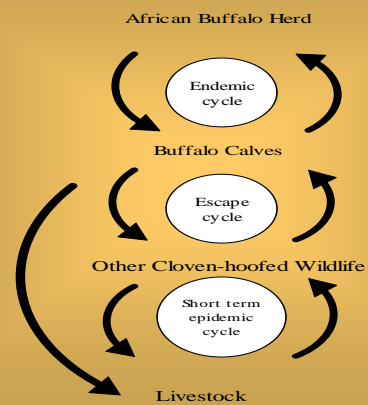 African Buffalo Herd
Endemic
cycle
Buffalo Calves
Escape
cycle
Other Cloven-hoofed Wildlife
Short term
epidemic
cycle
Livestock